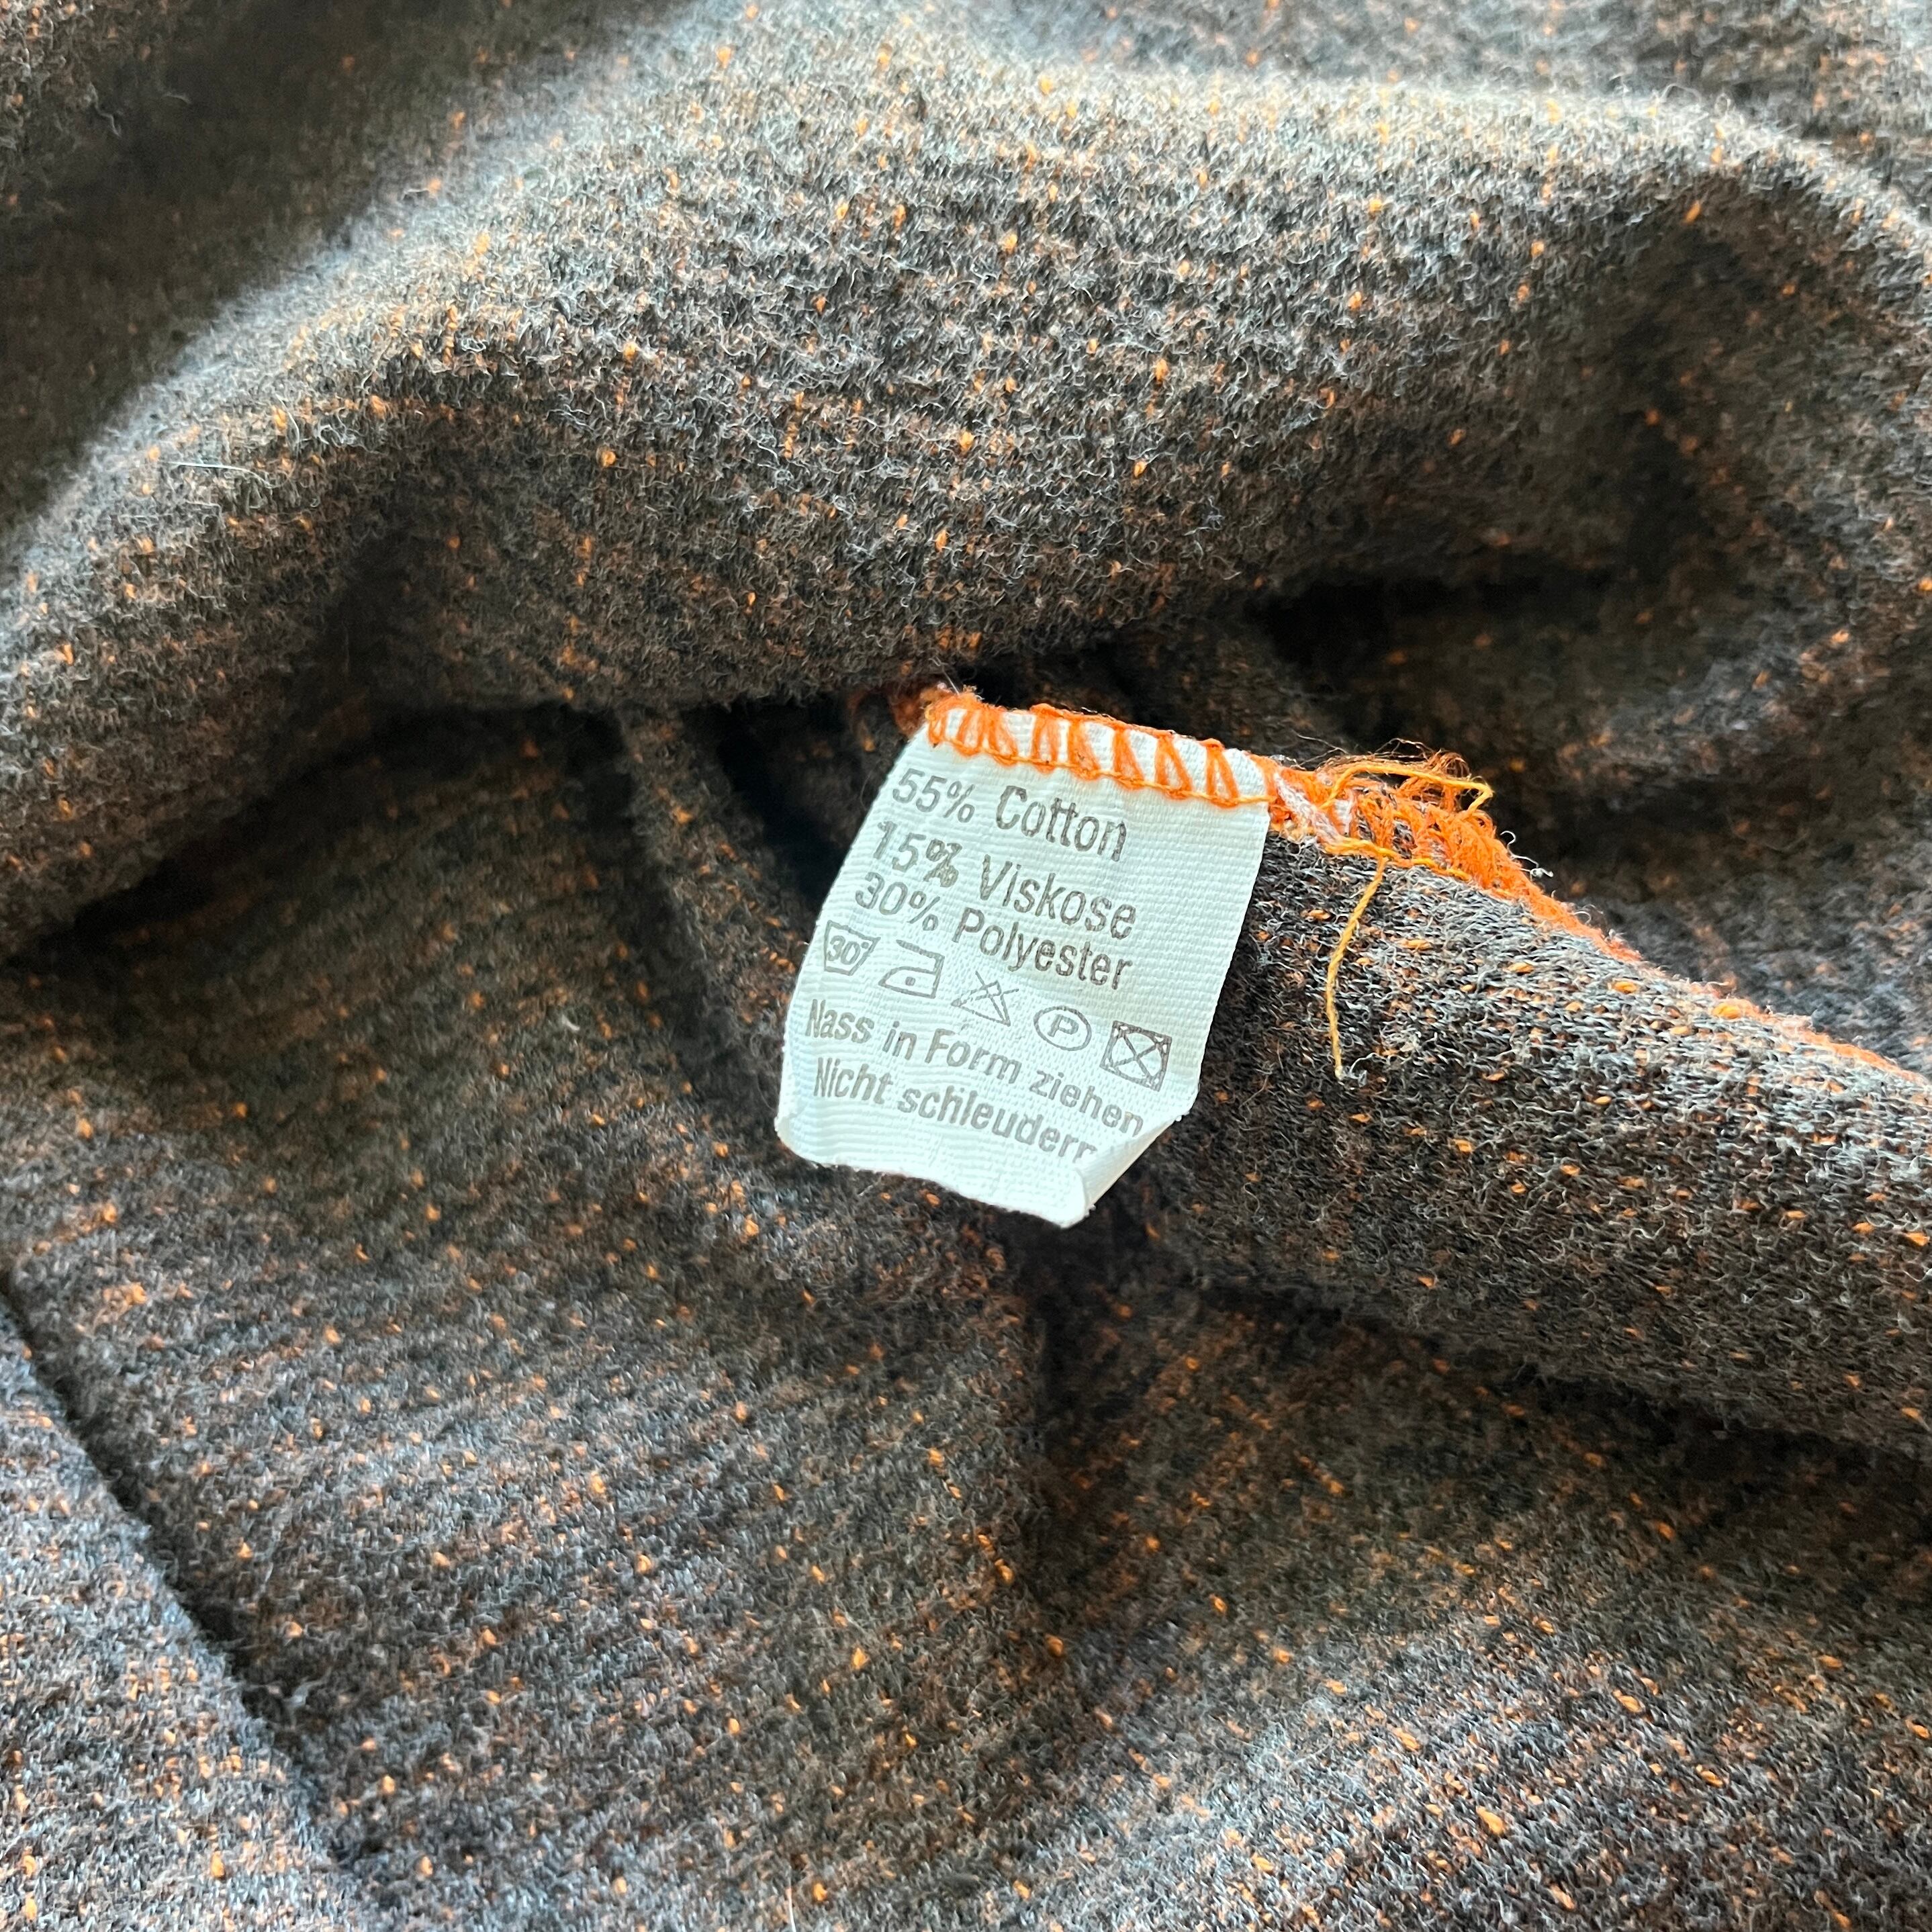 55% Cotton
15% Viskose
30% Polyester
30° P
Nass in Form ziehen
Nicht schleudern